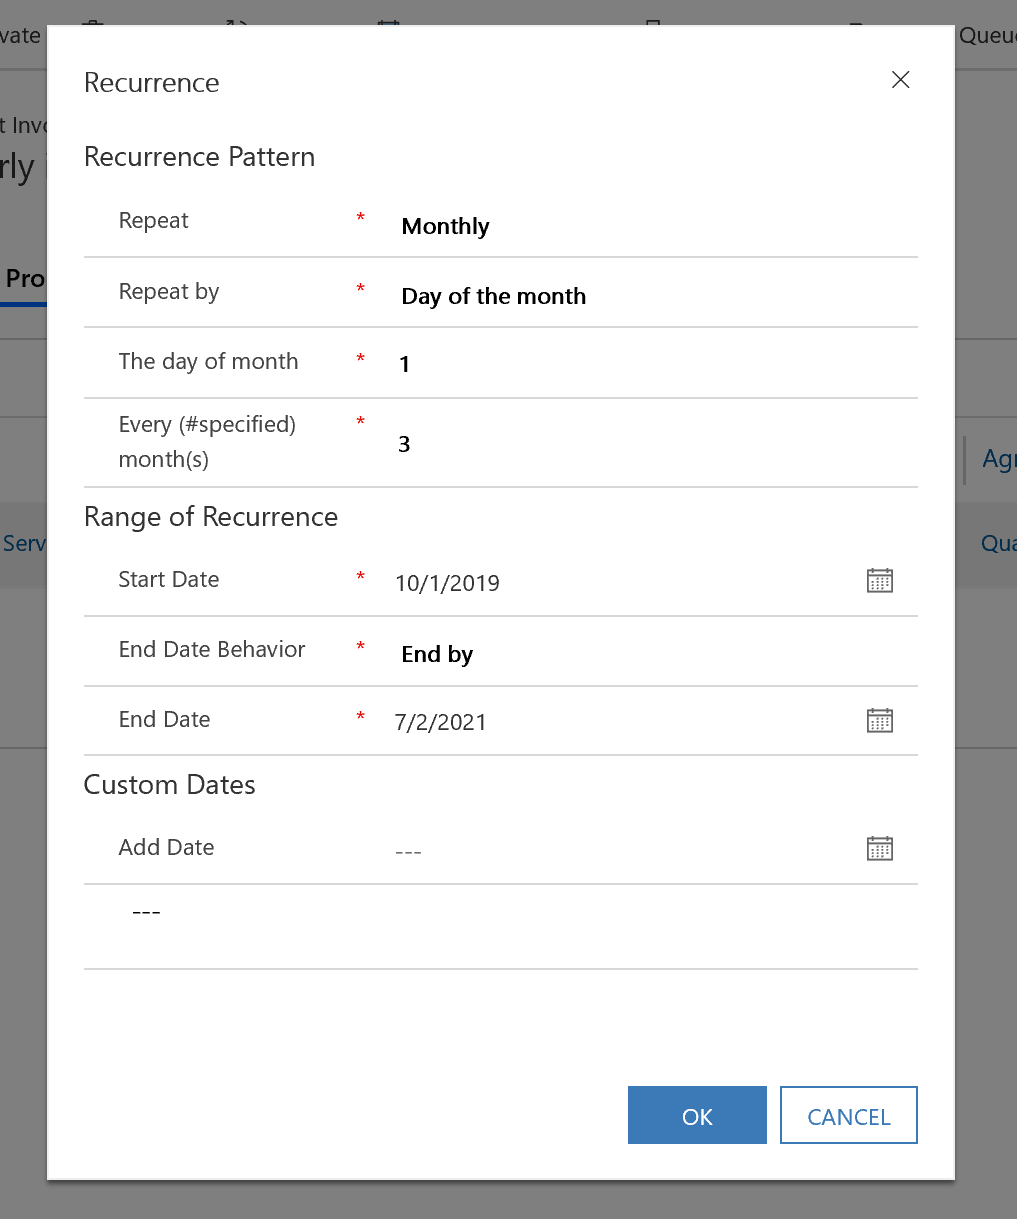 vate
Queu
Recurrence
t Invo
Recurrence Pattern
rly
Repeat * Monthly
Pro
Repeat by * Day of the month
The day of month * 1
Every (#specified) * 3
month(s)
Agr
Range of Recurrence
Serv
Qua
Start Date * 10/1/2019
End Date Behavior * End by
End Date * 7/2/2021
Custom Dates
Add Date ---
---
OK CANCEL